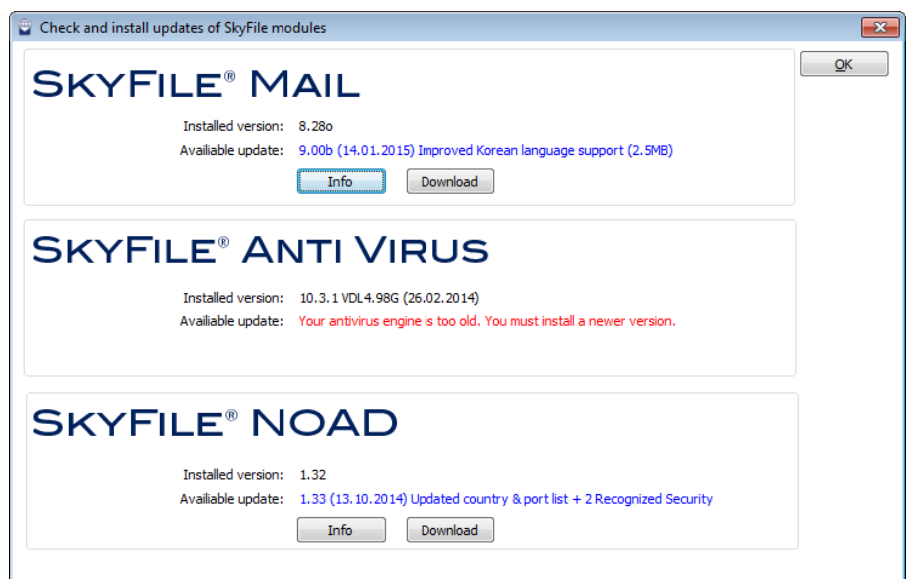 Check and install updates of SkyFile modules
OK
SKYFILE® MAIL
Installed version: 8.28o
Availiable update: 9.00b (14.01.2015) Improved Korean language support (2.5MB)
Info Download
SKYFILE® ANTI VIRUS
Installed version: 10.3.1 VDL4.98G (26.02.2014)
Availiable update: Your antivirus engine is too old. You must install a newer version.
SKYFILE® NOAD
Installed version: 1.32
Availiable update: 1.33 (13.10.2014) Updated country & port list + 2 Recognized Security
Info Download